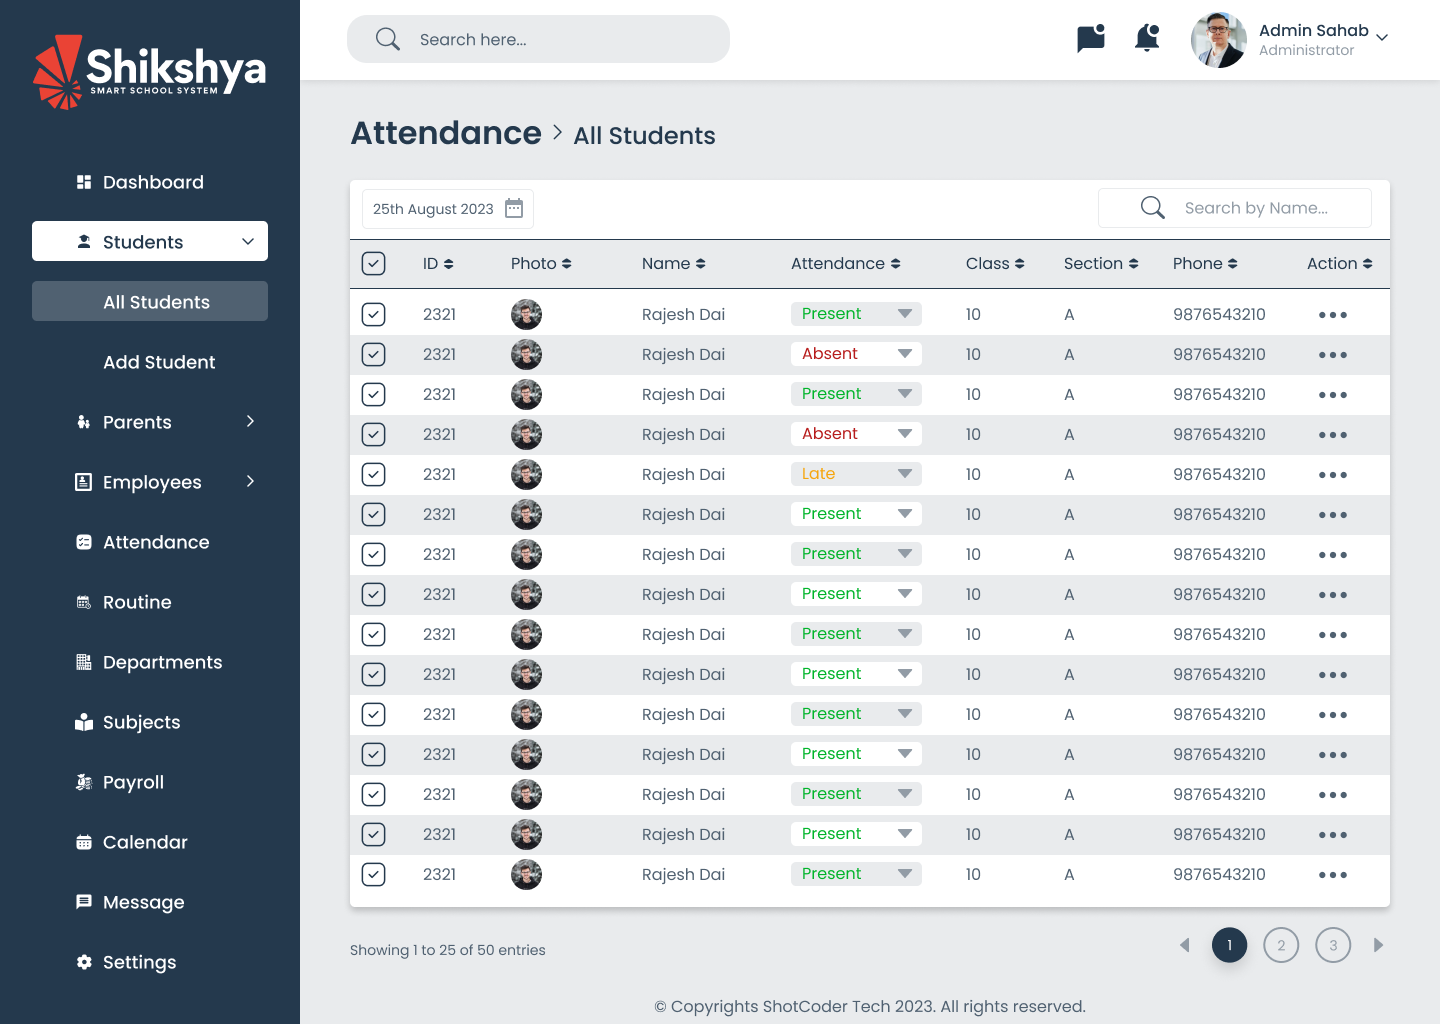 Shikshya
SMART SCHOOL SYSTEM
Dashboard
Students
All Students
Add Student
Parents
Employees
Attendance
Routine
Departments
Subjects
Payroll
Calendar
Message
Settings
Search here...
Admin Sahab
Administrator
Attendance > All Students
25th August 2023
Search by Name...
ID Photo Name Attendance Class Section Phone Action
2321 Rajesh Dai Present 10 A 9876543210
2321 Rajesh Dai Absent 10 A 9876543210
2321 Rajesh Dai Present 10 A 9876543210
2321 Rajesh Dai Absent 10 A 9876543210
2321 Rajesh Dai Late 10 A 9876543210
2321 Rajesh Dai Present 10 A 9876543210
2321 Rajesh Dai Present 10 A 9876543210
2321 Rajesh Dai Present 10 A 9876543210
2321 Rajesh Dai Present 10 A 9876543210
2321 Rajesh Dai Present 10 A 9876543210
2321 Rajesh Dai Present 10 A 9876543210
2321 Rajesh Dai Present 10 A 9876543210
2321 Rajesh Dai Present 10 A 9876543210
2321 Rajesh Dai Present 10 A 9876543210
2321 Rajesh Dai Present 10 A 9876543210
Showing 1 to 25 of 50 entries
1 2 3
© Copyrights ShotCoder Tech 2023. All rights reserved.